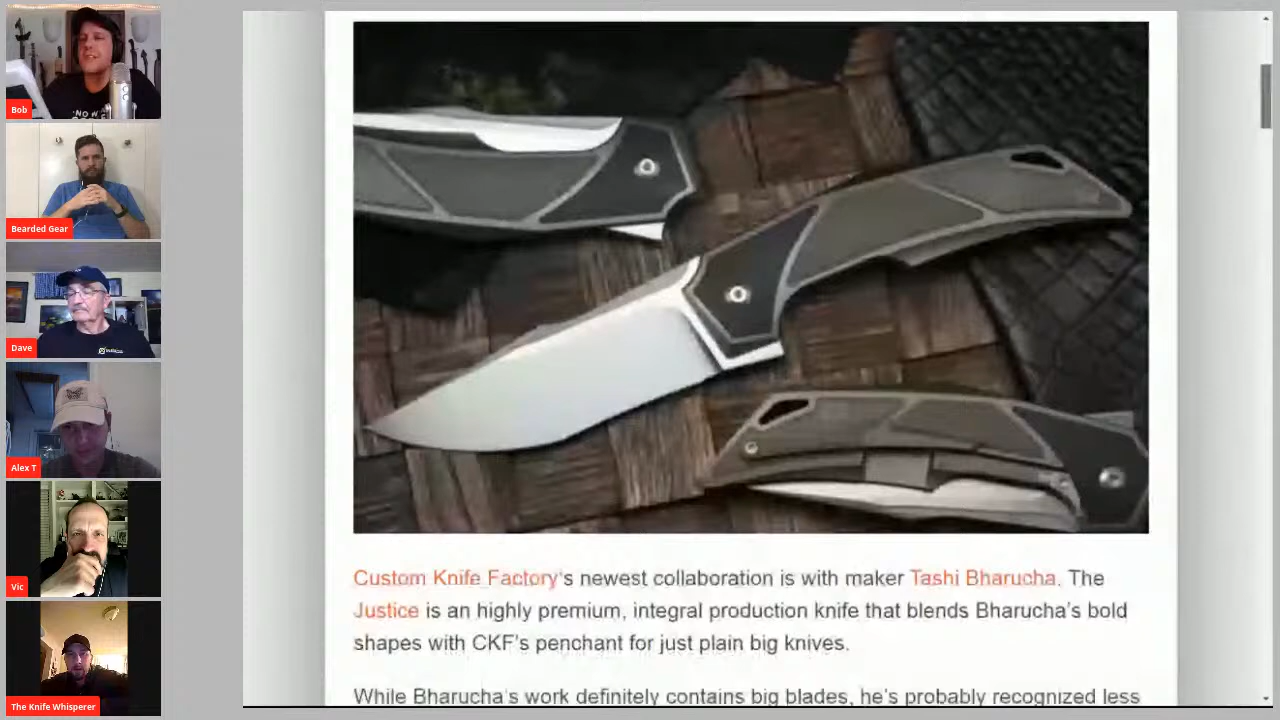 Bob
Bearded Gear
Dave
Alex T
Vic
The Knife Whisperer
Custom Knife Factory's newest collaboration is with maker Tashi Bharucha. The
Justice is an highly premium, integral production knife that blends Bharucha's bold
shapes with CKF's penchant for just plain big knives.
While Bharucha's work definitely contains big blades, he's probably recognized less